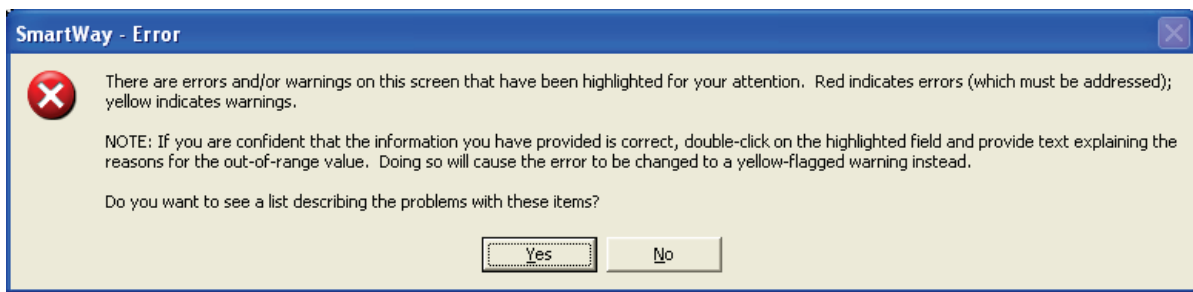 SmartWay - Error
There are errors and/or warnings on this screen that have been highlighted for your attention.  Red indicates errors (which must be addressed);
yellow indicates warnings.
NOTE: If you are confident that the information you have provided is correct, double-click on the highlighted field and provide text explaining the
reasons for the out-of-range value.  Doing so will cause the error to be changed to a yellow-flagged warning instead.
Do you want to see a list describing the problems with these items?
Yes No